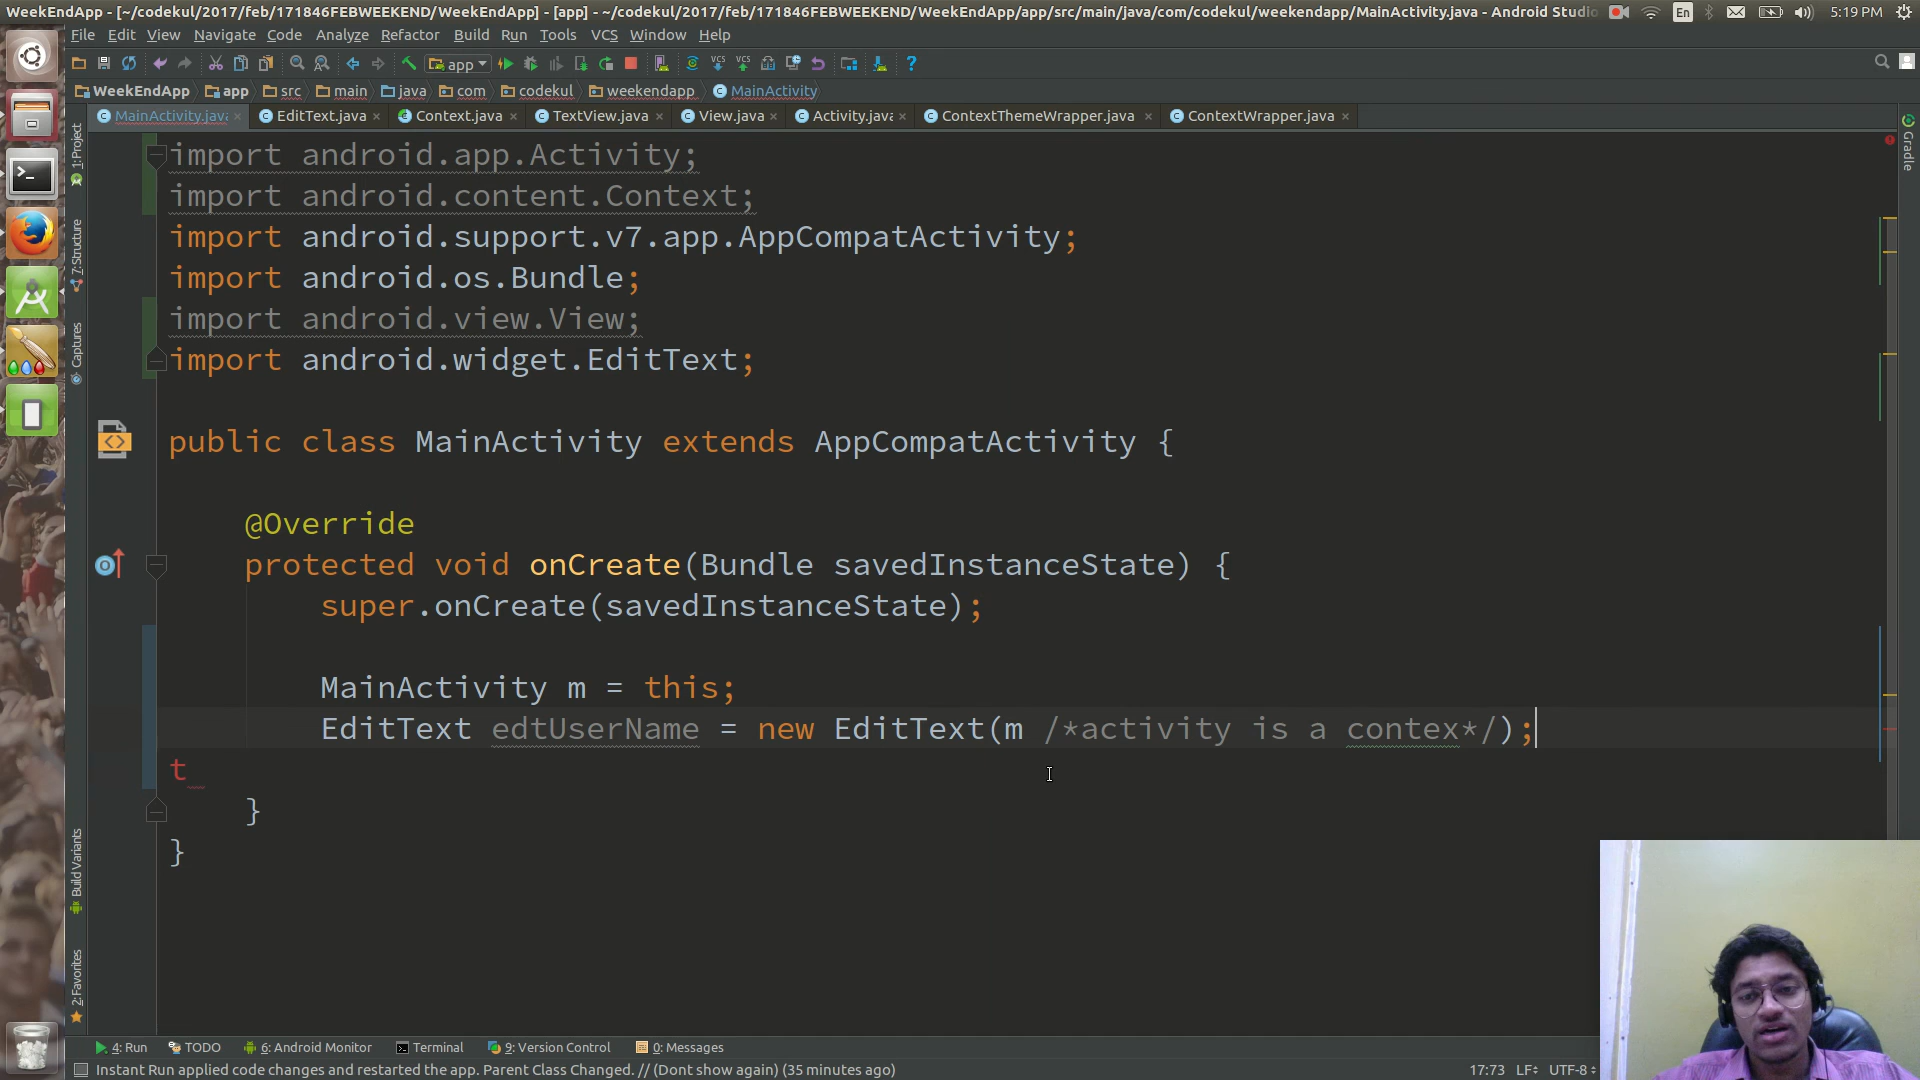 WeekEndApp - [~/codekul/2017/feb/171846FEBWEEKEND/WeekEndApp] - [app] - ~/codekul/2017/feb/171846FEBWEEKEND/WeekEndApp/app/src/main/java/com/codekul/weekendapp/MainActivity.java - Android Studio
En
5:19 PM
File Edit View Navigate Code Analyze Refactor Build Run Tools VCS Window Help
app
VCS VCS
?
WeekEndApp app src main java com codekul weekendapp MainActivity
MainActivity.java EditText.java Context.java TextView.java View.java Activity.java ContextThemeWrapper.java ContextWrapper.java
1: Project
7: Structure
Captures
Build Variants
2: Favorites
Gradle
import android.app.Activity;
import android.content.Context;
import android.support.v7.app.AppCompatActivity;
import android.os.Bundle;
import android.view.View;
import android.widget.EditText;
public class MainActivity extends AppCompatActivity {
@Override
protected void onCreate(Bundle savedInstanceState) {
super.onCreate(savedInstanceState);
MainActivity m = this;
EditText edtUserName = new EditText(m /*activity is a contex*/);
t
}
}
4: Run TODO 6: Android Monitor Terminal 9: Version Control 0: Messages
Instant Run applied code changes and restarted the app. Parent Class Changed. // (Dont show again) (35 minutes ago)
17:73 LF UTF-8